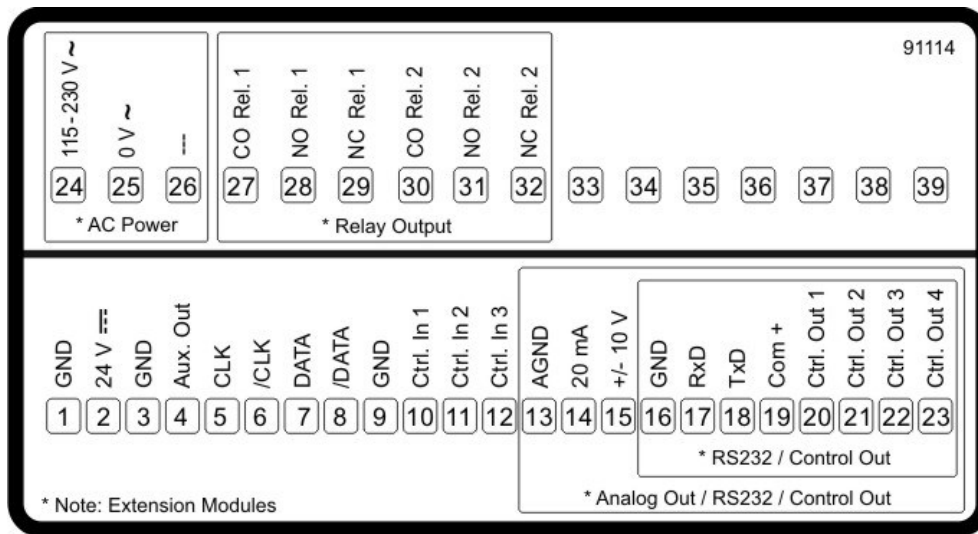 91114
115 - 230 V ~
0 V ~
---
CO Rel. 1
NO Rel. 1
NC Rel. 1
CO Rel. 2
NO Rel. 2
NC Rel. 2
24 25 26 27 28 29 30 31 32 33 34 35 36 37 38 39
* AC Power
* Relay Output
GND
24 V ⎓
GND
Aux. Out
CLK
/CLK
DATA
/DATA
GND
Ctrl. In 1
Ctrl. In 2
Ctrl. In 3
AGND
20 mA
+/- 10 V
GND
RxD
TxD
Com +
Ctrl. Out 1
Ctrl. Out 2
Ctrl. Out 3
Ctrl. Out 4
1 2 3 4 5 6 7 8 9 10 11 12 13 14 15 16 17 18 19 20 21 22 23
* RS232 / Control Out
* Note: Extension Modules
* Analog Out / RS232 / Control Out